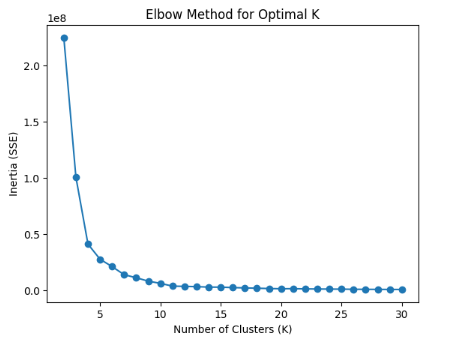 Elbow Method for Optimal K
1e8
2.0
1.5
1.0
0.5
0.0
Inertia (SSE)
5 10 15 20 25 30
Number of Clusters (K)